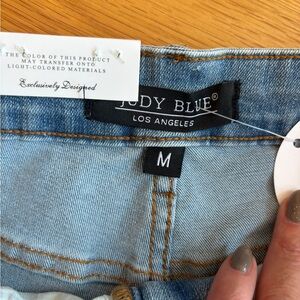 THE COLOR OF THIS PRODUCT
MAY TRANSFER ONTO
LIGHT-COLORED MATERIALS
Exclusively Designed
JUDY BLUE®
LOS ANGELES
M